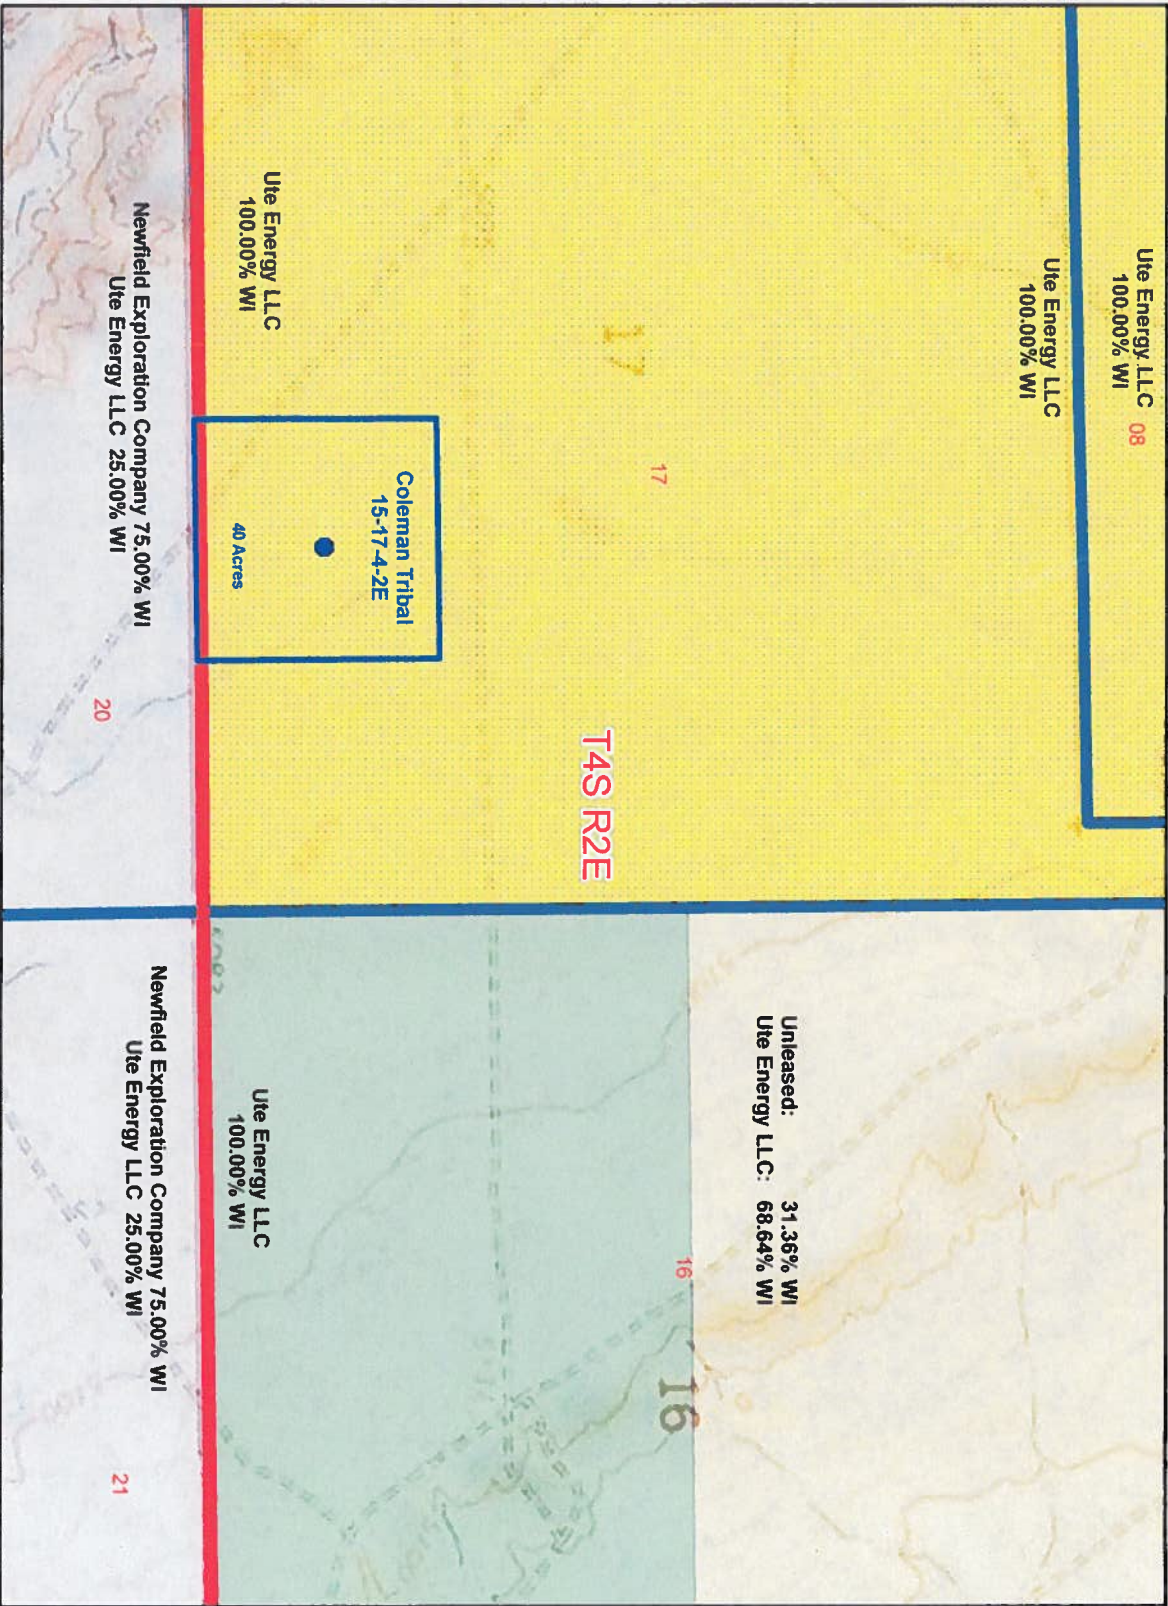 Ute Energy LLC
100.00% WI
08
Ute Energy LLC
100.00% WI
Unleased: 31.36% WI
Ute Energy LLC: 68.64% WI
17
17
16
16
T4S R2E
Coleman Tribal
15-17-4-2E
40 Acres
Ute Energy LLC
100.00% WI
Ute Energy LLC
100.00% WI
Newfield Exploration Company 75.00% WI
Ute Energy LLC 25.00% WI
20
Newfield Exploration Company 75.00% WI
Ute Energy LLC 25.00% WI
21